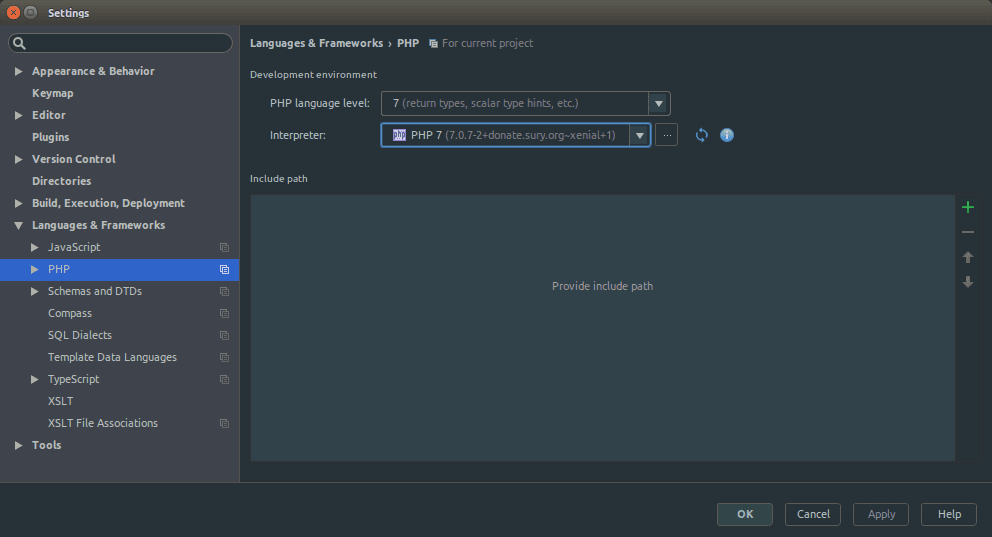 Settings
Languages & Frameworks › PHP For current project
Appearance & Behavior
Keymap
Editor
Plugins
Version Control
Directories
Build, Execution, Deployment
Languages & Frameworks
JavaScript
PHP
Schemas and DTDs
Compass
SQL Dialects
Template Data Languages
TypeScript
XSLT
XSLT File Associations
Tools
Development environment
PHP language level: 7 (return types, scalar type hints, etc.)
Interpreter: php PHP 7 (7.0.7-2+donate.sury.org~xenial+1) ...
Include path
Provide include path
OK Cancel Apply Help